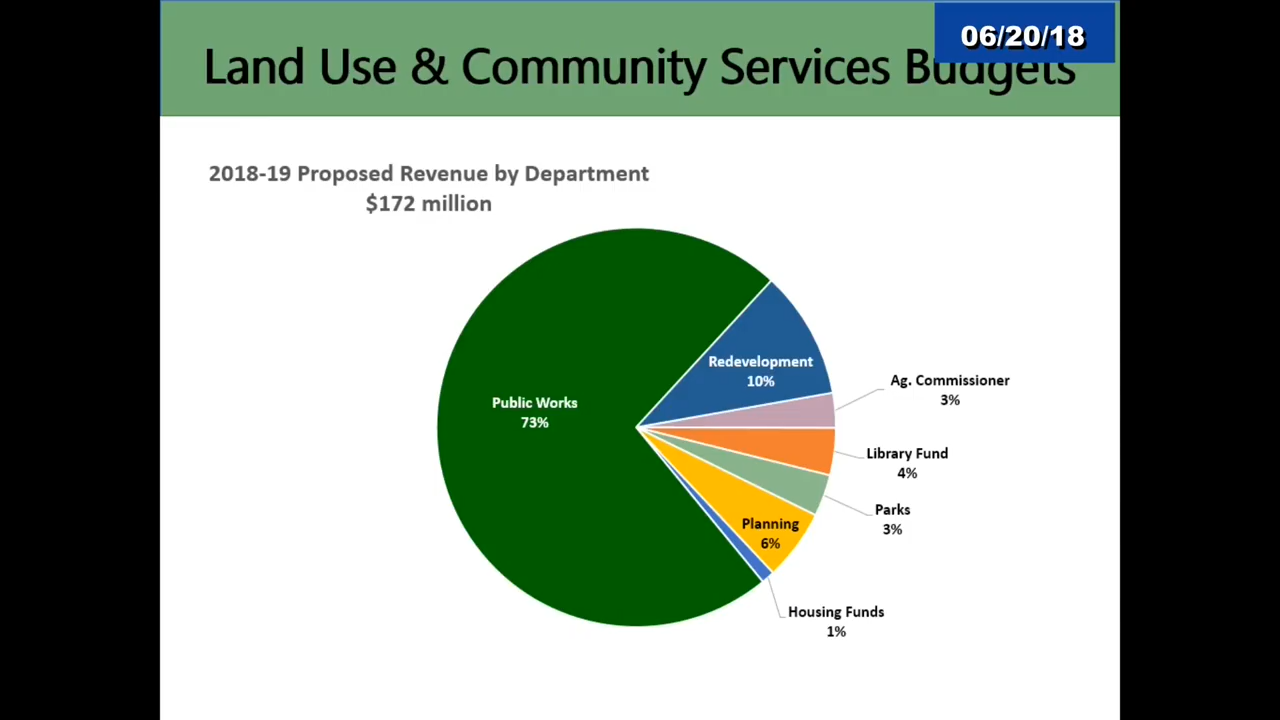 06/20/18
Land Use & Community Services Budgets
2018-19 Proposed Revenue by Department
$172 million
Redevelopment
10%
Ag. Commissioner
3%
Public Works
73%
Library Fund
4%
Parks
3%
Planning
6%
Housing Funds
1%